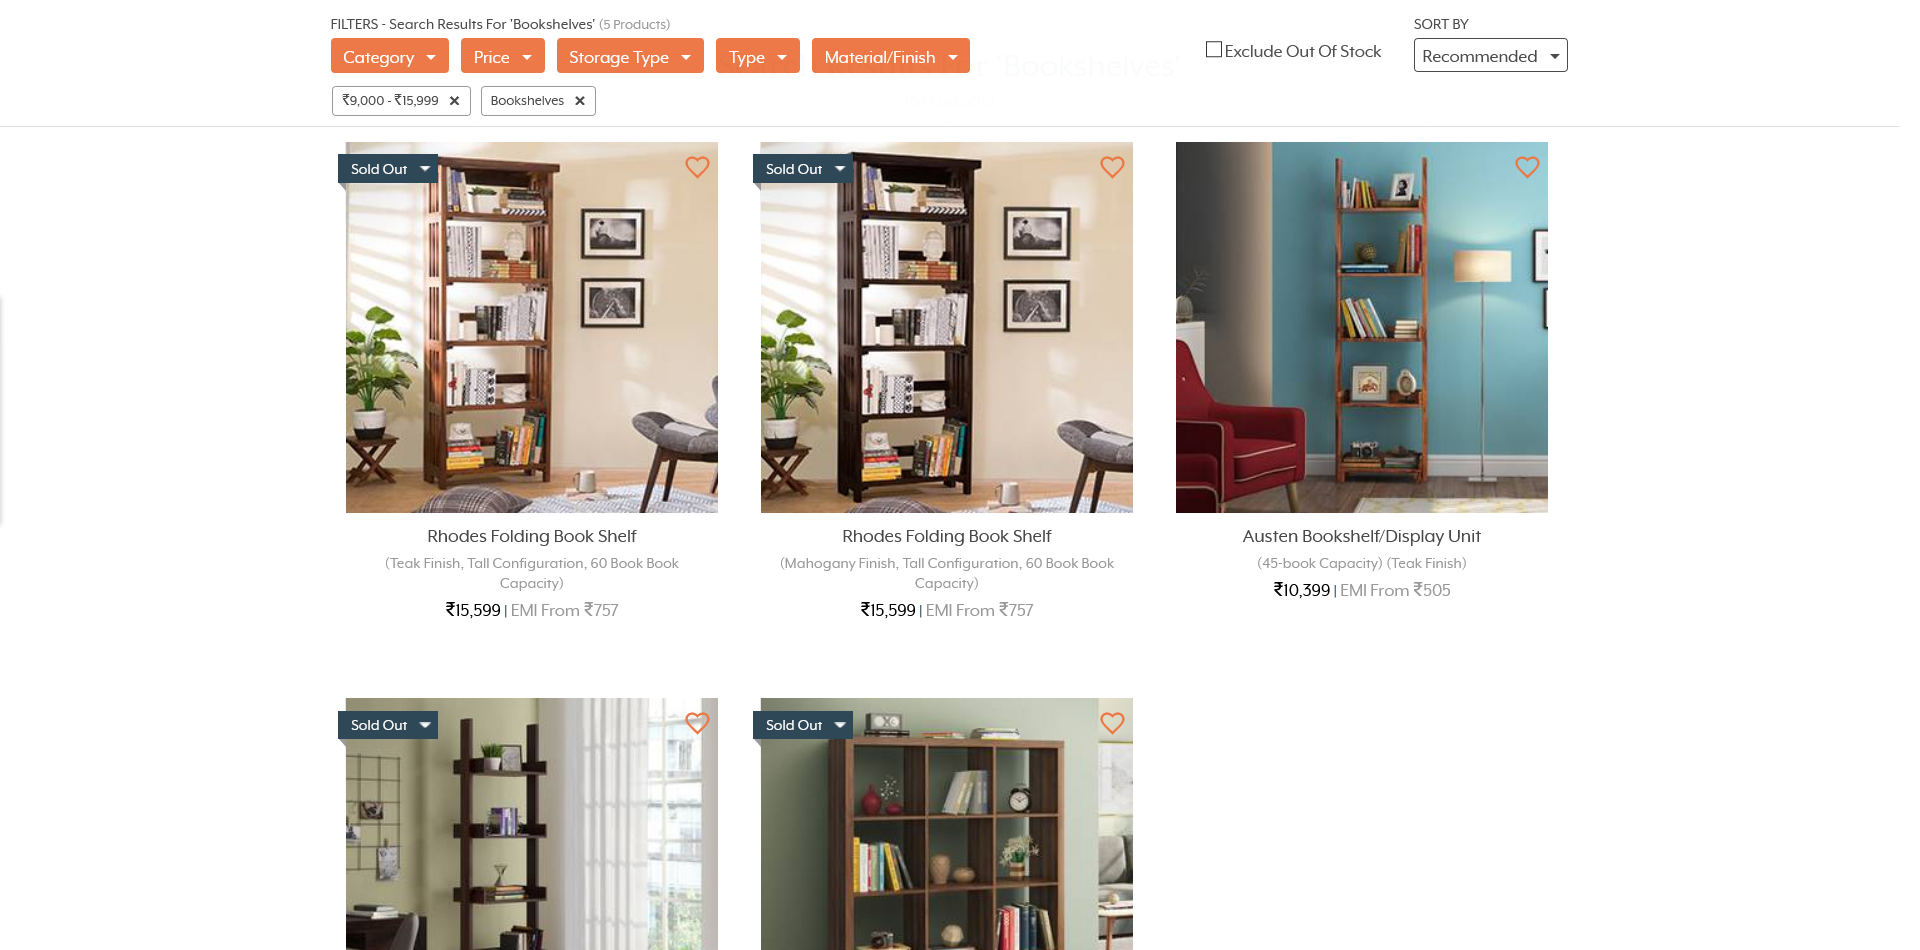 FILTERS - Search Results For 'Bookshelves' (5 Products)
SORT BY
Category
Price
Storage Type
Type
Material/Finish
Exclude Out Of Stock
Recommended
₹9,000 - ₹15,999 ×
Bookshelves ×
Sold Out
Sold Out
Rhodes Folding Book Shelf
(Teak Finish, Tall Configuration, 60 Book Book
Capacity)
₹15,599 | EMI From ₹757
Rhodes Folding Book Shelf
(Mahogany Finish, Tall Configuration, 60 Book Book
Capacity)
₹15,599 | EMI From ₹757
Austen Bookshelf/Display Unit
(45-book Capacity) (Teak Finish)
₹10,399 | EMI From ₹505
Sold Out
Sold Out